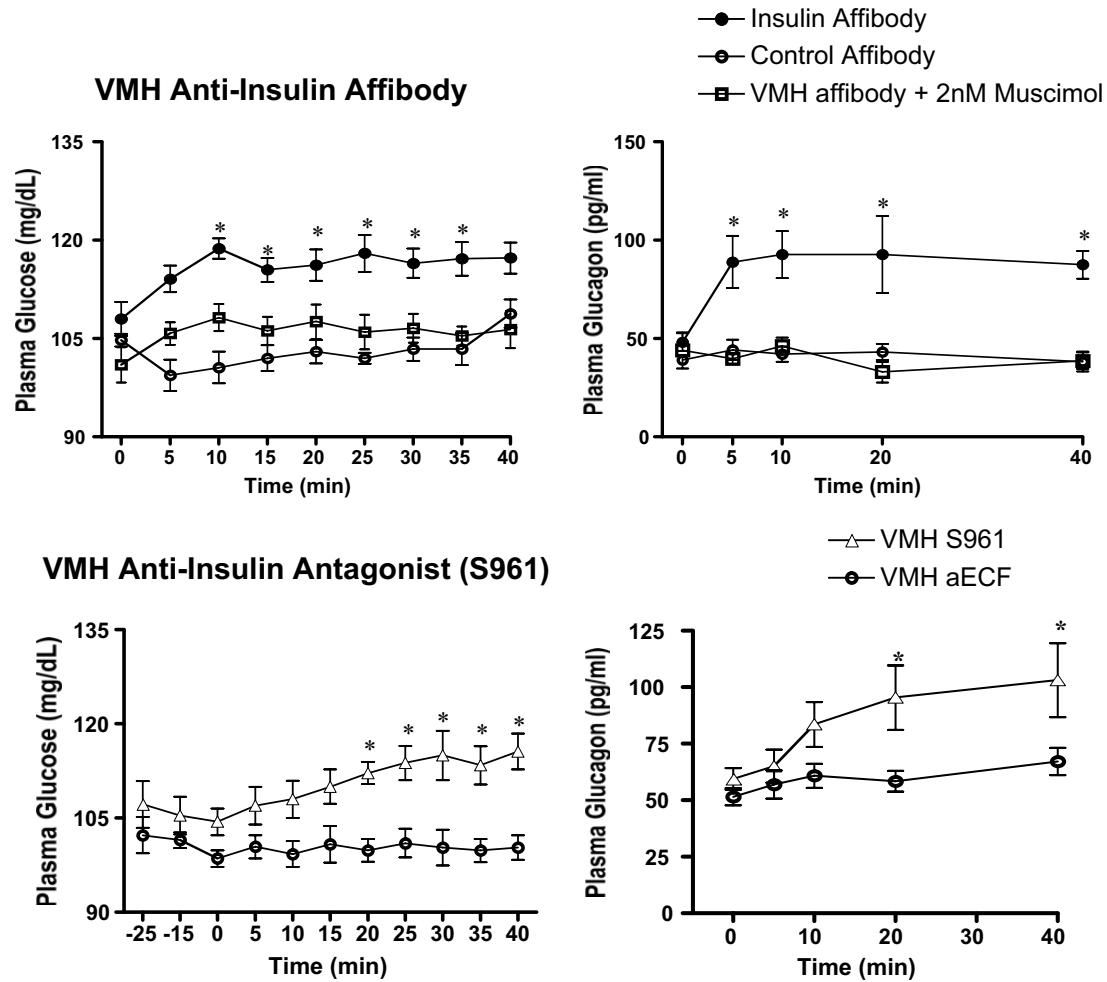 Insulin Affibody
Control Affibody
VMH affibody + 2nM Muscimol
VMH Anti-Insulin Affibody
Plasma Glucose (mg/dL)
135
120
105
90
* * * * * *
0 5 10 15 20 25 30 35 40
Time (min)
Plasma Glucagon (pg/ml)
150
100
50
0
* * * *
0 5 10 20 40
Time (min)
VMH S961
VMH aECF
VMH Anti-Insulin Antagonist (S961)
Plasma Glucose (mg/dL)
135
120
105
90
* * * * *
-25 -15 0 5 10 15 20 25 30 35 40
Time (min)
Plasma Glucagon (pg/ml)
125
100
75
50
25
0
* *
0 10 20 30 40
Time (min)